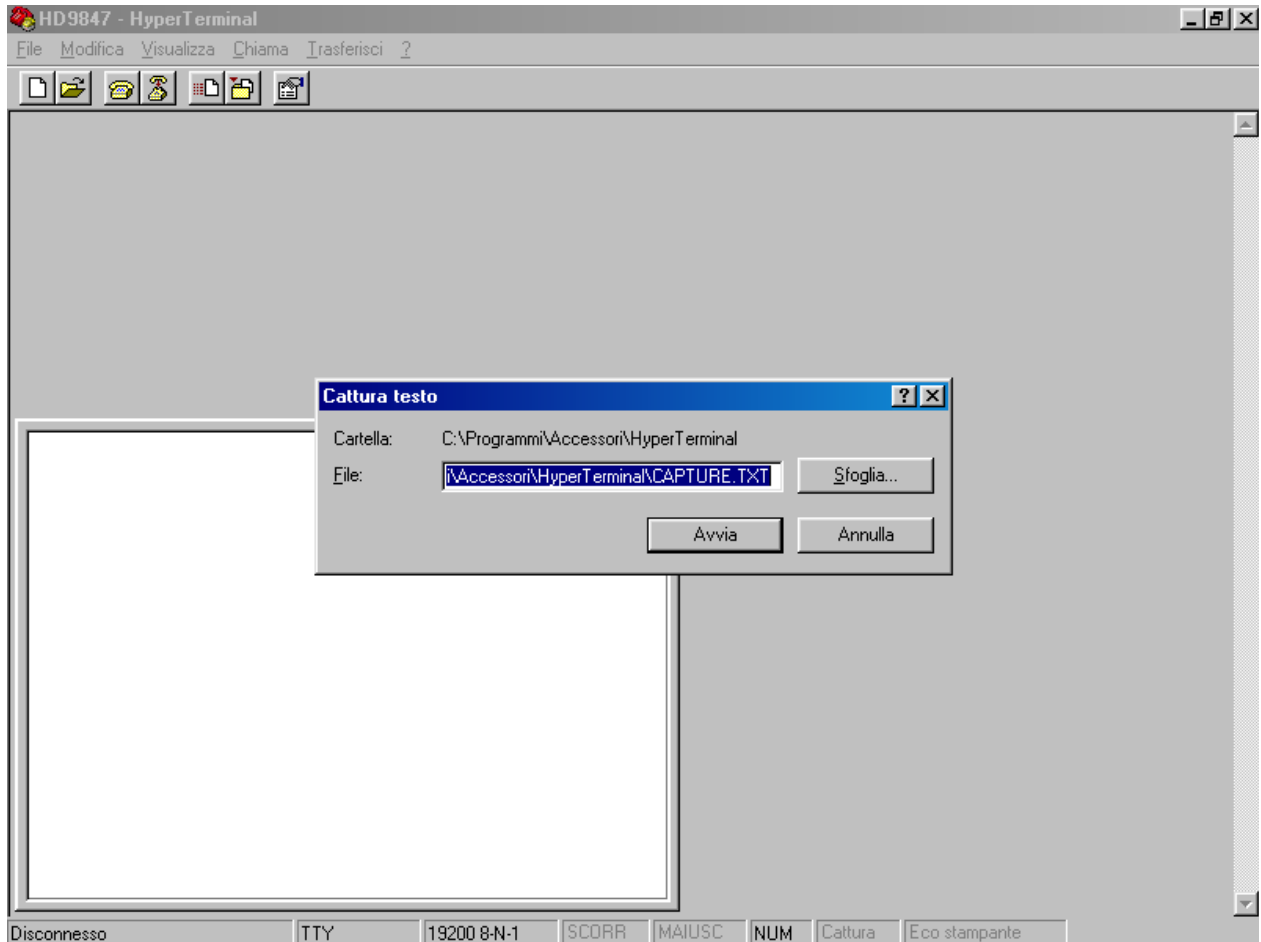 HD9847 - HyperTerminal
File Modifica Visualizza Chiama Trasferisci ?
Cattura testo
Cartella: C:\Programmi\Accessori\HyperTerminal
File: i\Accessori\HyperTerminal\CAPTURE.TXT Sfoglia...
Avvia Annulla
Disconnesso TTY 19200 8-N-1 SCORR MAIUSC NUM Cattura Eco stampante